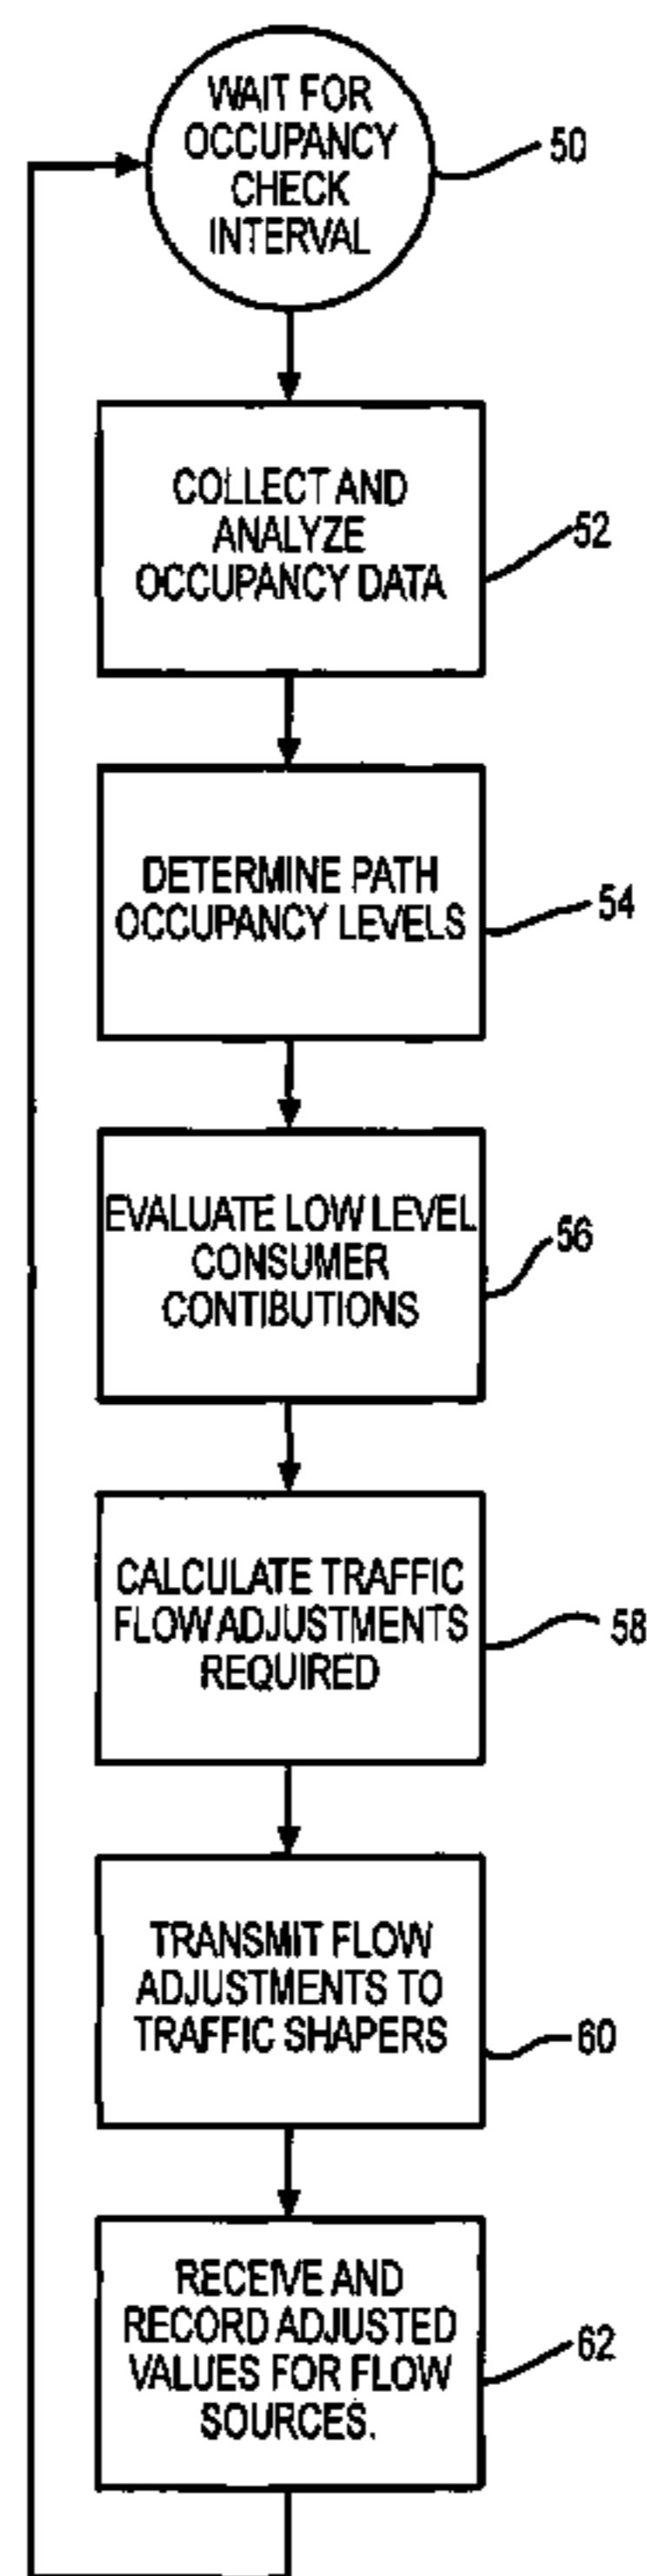 WAIT FOR
OCCUPANCY
CHECK
INTERVAL
50
COLLECT AND
ANALYZE
OCCUPANCY DATA
52
DETERMINE PATH
OCCUPANCY LEVELS
54
EVALUATE LOW LEVEL
CONSUMER
CONTIBUTIONS
56
CALCULATE TRAFFIC
FLOW ADJUSTMENTS
REQUIRED
58
TRANSMIT FLOW
ADJUSTMENTS TO
TRAFFIC SHAPERS
60
RECEIVE AND
RECORD ADJUSTED
VALUES FOR FLOW
SOURCES.
62